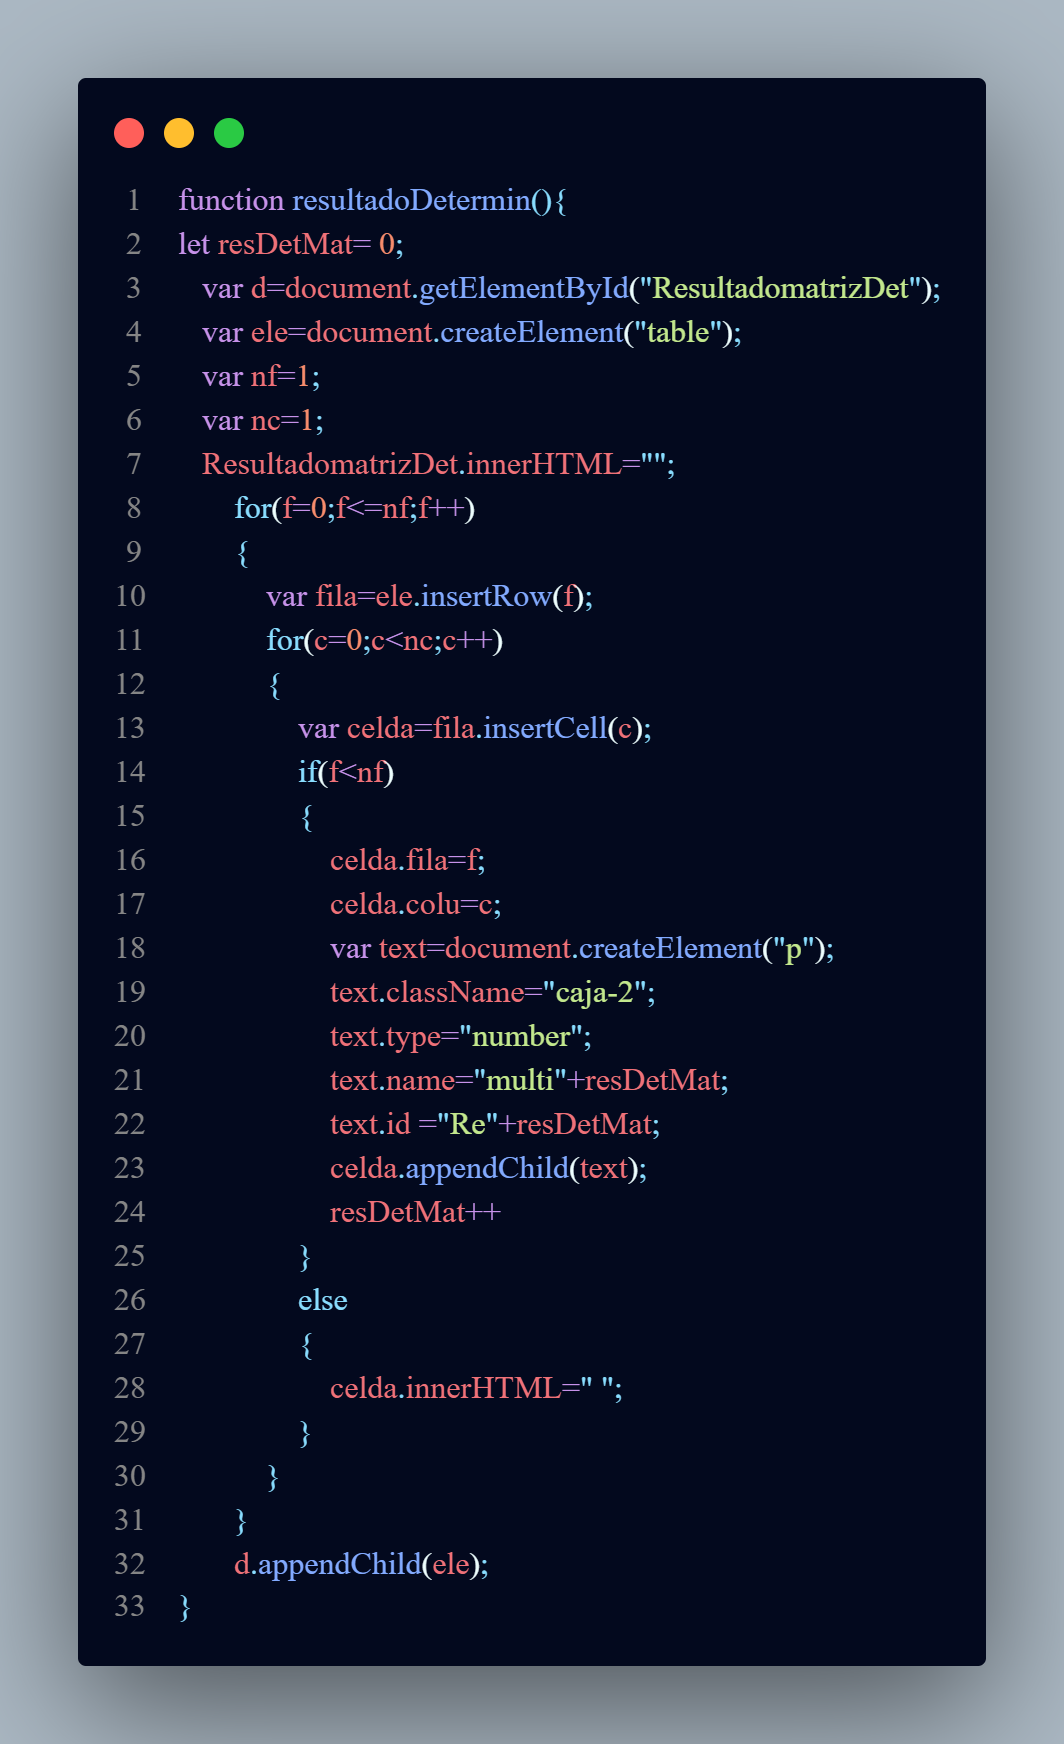 1 function resultadoDetermin(){
2 let resDetMat= 0;
3 var d=document.getElementById("ResultadomatrizDet");
4 var ele=document.createElement("table");
5 var nf=1;
6 var nc=1;
7 ResultadomatrizDet.innerHTML="";
8 for(f=0;f<=nf;f++)
9 {
10 var fila=ele.insertRow(f);
11 for(c=0;c<nc;c++)
12 {
13 var celda=fila.insertCell(c);
14 if(f<nf)
15 {
16 celda.fila=f;
17 celda.colu=c;
18 var text=document.createElement("p");
19 text.className="caja-2";
20 text.type="number";
21 text.name="multi"+resDetMat;
22 text.id ="Re"+resDetMat;
23 celda.appendChild(text);
24 resDetMat++
25 }
26 else
27 {
28 celda.innerHTML=" ";
29 }
30 }
31 }
32 d.appendChild(ele);
33 }